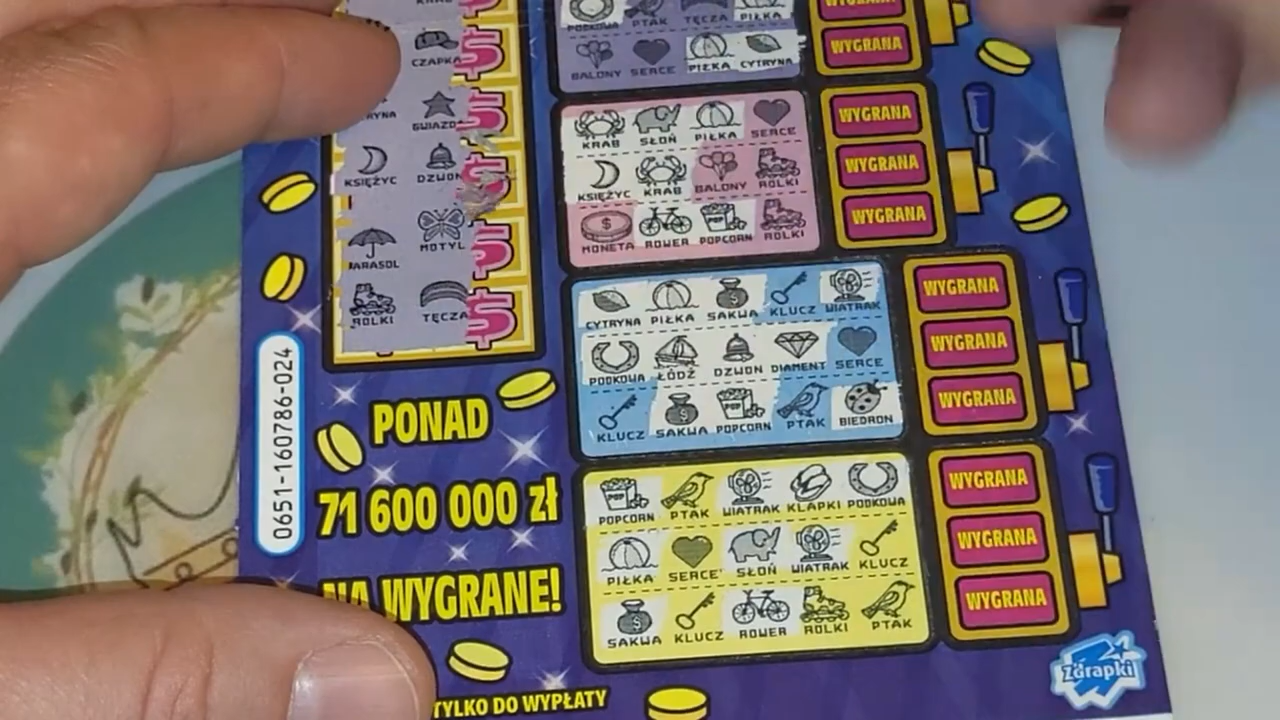 KRAB
CZAPKA
GWIAZD
KSIĘŻYC DZWON
MOTYL
PARASOL
ROLKI TĘCZA
PODKOWA PTAK TĘCZA PIŁKA
BALONY SERCE PIŁKA CYTRYNA
WYGRANA
KRAB SŁOŃ PIŁKA SERCE
KSIĘŻYC KRAB BALONY ROLKI
MONETA ROWER POPCORN ROLKI
WYGRANA
WYGRANA
WYGRANA
CYTRYNA PIŁKA SAKWA KLUCZ WIATRAK
PODKOWA ŁÓDŹ DZWON DIAMENT SERCE
KLUCZ SAKWA POPCORN PTAK BIEDRON
WYGRANA
WYGRANA
WYGRANA
POPCORN PTAK WIATRAK KLAPKI PODKOWA
PIŁKA SERCE SŁOŃ WIATRAK KLUCZ
SAKWA KLUCZ ROWER ROLKI PTAK
WYGRANA
WYGRANA
WYGRANA
0651-160786-024
PONAD
71 600 000 zł
NA WYGRANE!
TYLKO DO WYPŁATY
Zdrapki